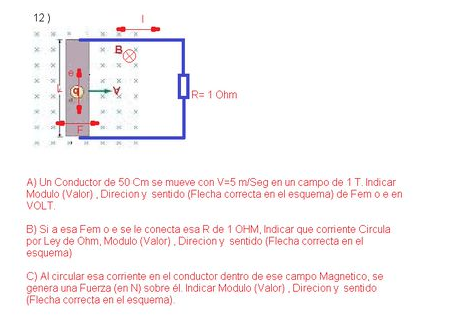 12 )
I
B
e
q
V
F
R= 1 Ohm
A) Un Conductor de 50 Cm se mueve con V=5 m/Seg en un campo de 1 T. Indicar
Modulo (Valor) , Direcion y sentido (Flecha correcta en el esquema) de Fem o e en
VOLT.
B) Si a esa Fem o e se le conecta esa R de 1 OHM, Indicar que corriente Circula
por Ley de Ohm, Modulo (Valor) , Direcion y sentido (Flecha correcta en el
esquema)
C) Al circular esa corriente en el conductor dentro de ese campo Magnetico, se
genera una Fuerza (en N) sobre él. Indicar Modulo (Valor) , Direcion y sentido
(Flecha correcta en el esquema).